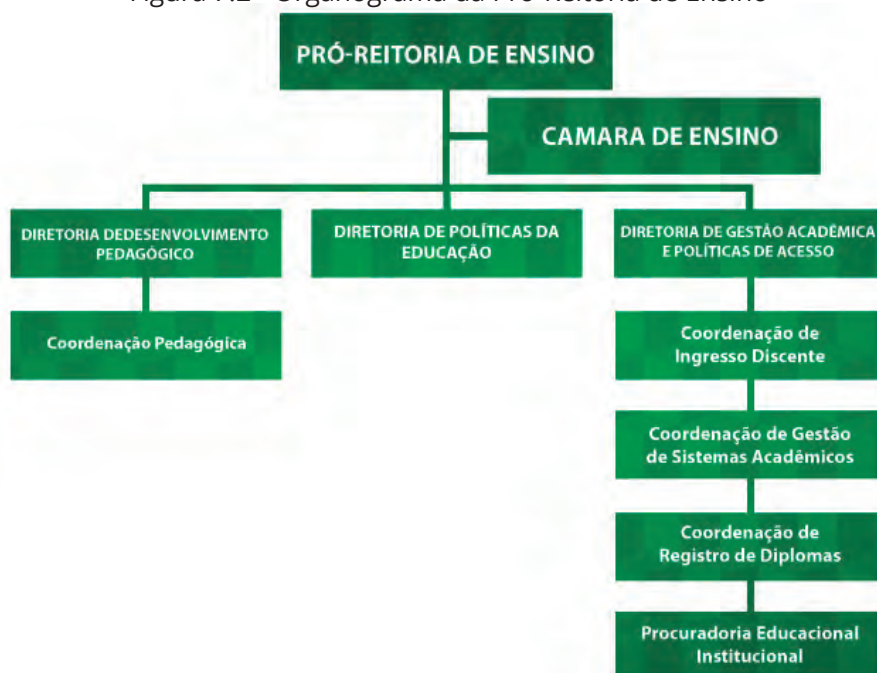 PRÓ-REITORIA DE ENSINO
CAMARA DE ENSINO
DIRETORIA DEDESENVOLVIMENTO
PEDAGÓGICO
DIRETORIA DE POLÍTICAS DA
EDUCAÇÃO
DIRETORIA DE GESTÃO ACADÊMICA
E POLÍTICAS DE ACESSO
Coordenação Pedagógica
Coordenação de
Ingresso Discente
Coordenação de Gestão
de Sistemas Acadêmicos
Coordenação de
Registro de Diplomas
Procuradoria Educacional
Institucional